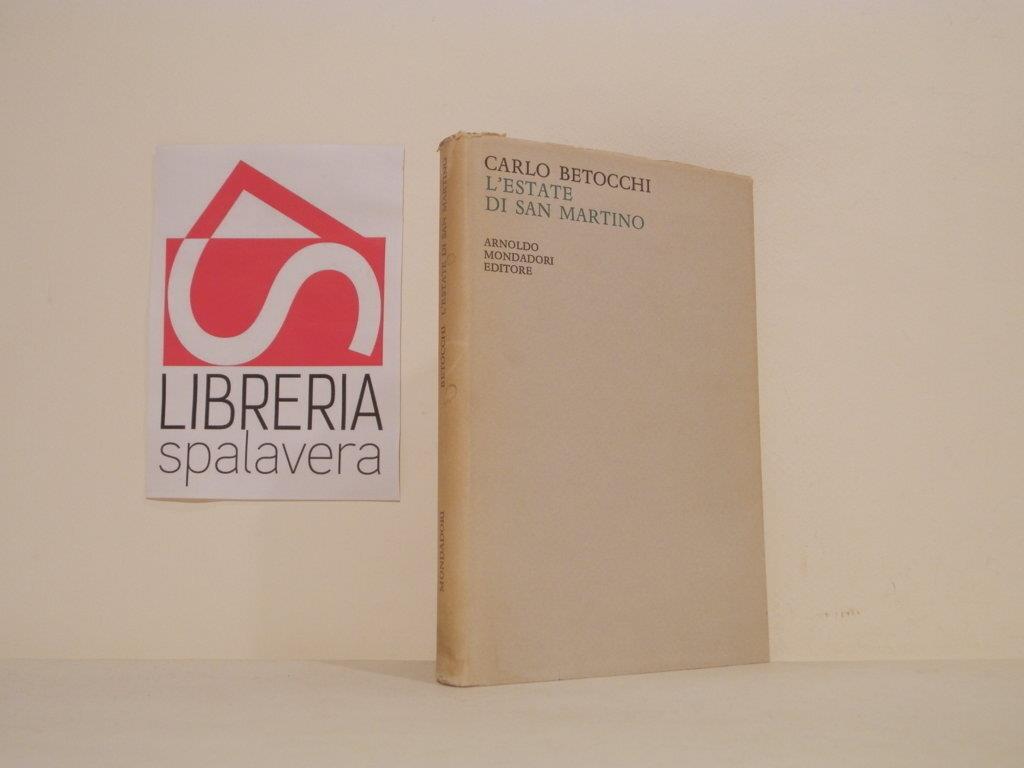 LIBRERIA
spalavera
CARLO BETOCCHI
L'ESTATE
DI SAN MARTINO
ARNOLDO
MONDADORI
EDITORE
BETOCCHI L'ESTATE DI SAN MARTINO
MONDADORI